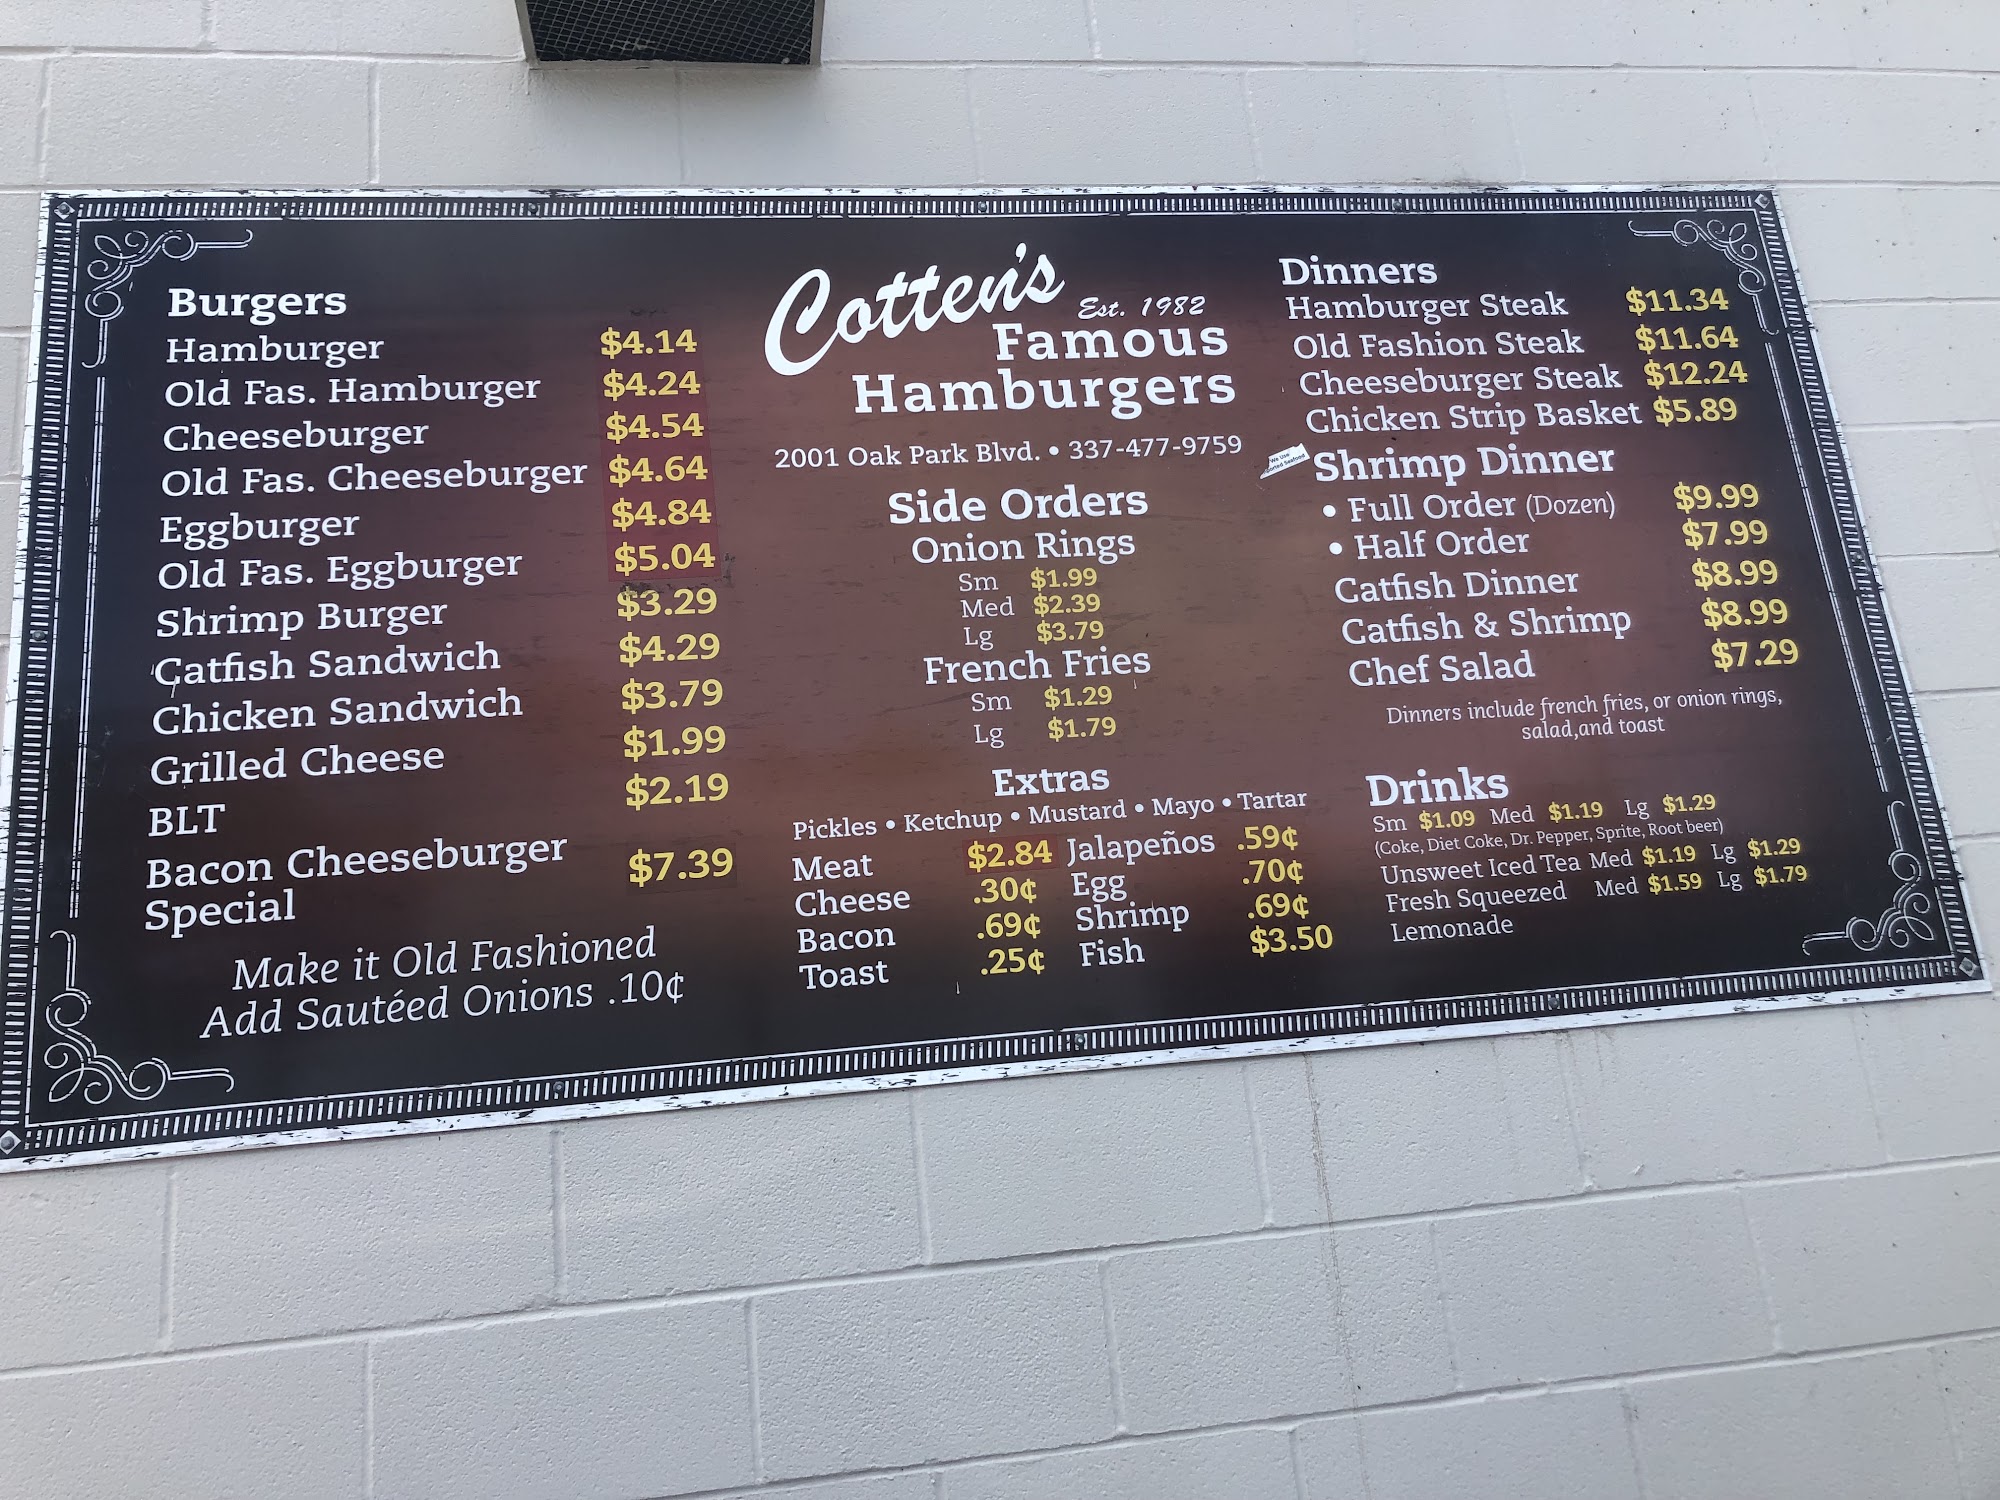 Burgers
Hamburger $4.14
Old Fas. Hamburger $4.24
Cheeseburger $4.54
Old Fas. Cheeseburger $4.64
Eggburger $4.84
Old Fas. Eggburger $5.04
Shrimp Burger $3.29
Catfish Sandwich $4.29
Chicken Sandwich $3.79
Grilled Cheese $1.99
BLT $2.19
Bacon Cheeseburger $7.39
Special
Make it Old Fashioned
Add Sautéed Onions .10¢
Cotten's
Est. 1982
Famous
Hamburgers
2001 Oak Park Blvd. • 337-477-9759
Side Orders
Onion Rings
Sm $1.99
Med $2.39
Lg $3.79
French Fries
Sm $1.29
Lg $1.79
Extras
Pickles • Ketchup • Mustard • Mayo • Tartar
Meat $2.84 Jalapeños .59¢
Cheese .30¢ Egg .70¢
Bacon .69¢ Shrimp .69¢
Toast .25¢ Fish $3.50
Dinners
Hamburger Steak $11.34
Old Fashion Steak $11.64
Cheeseburger Steak $12.24
Chicken Strip Basket $5.89
We Use
Imported Seafood
Shrimp Dinner
• Full Order (Dozen) $9.99
• Half Order $7.99
Catfish Dinner $8.99
Catfish & Shrimp $8.99
Chef Salad $7.29
Dinners include french fries, or onion rings,
salad,and toast
Drinks
Sm $1.09 Med $1.19 Lg $1.29
(Coke, Diet Coke, Dr. Pepper, Sprite, Root beer)
Unsweet Iced Tea Med $1.19 Lg $1.29
Fresh Squeezed Med $1.59 Lg $1.79
Lemonade